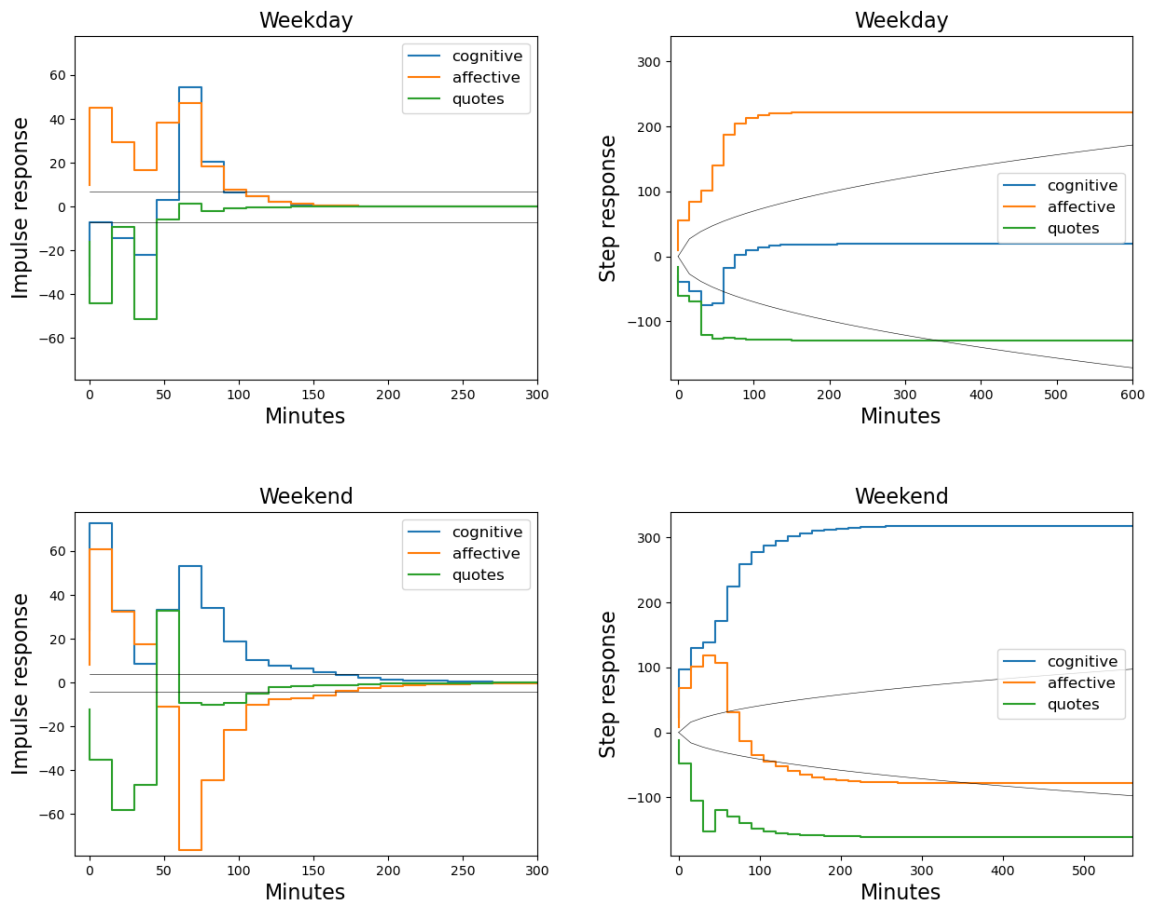 Weekday
Impulse response
60
40
20
0
−20
−40
−60
cognitive
affective
quotes
0 50 100 150 200 250 300
Minutes
Weekday
Step response
300
200
100
0
−100
cognitive
affective
quotes
0 100 200 300 400 500 600
Minutes
Weekend
Impulse response
60
40
20
0
−20
−40
−60
cognitive
affective
quotes
0 50 100 150 200 250 300
Minutes
Weekend
Step response
300
200
100
0
−100
cognitive
affective
quotes
0 100 200 300 400 500
Minutes